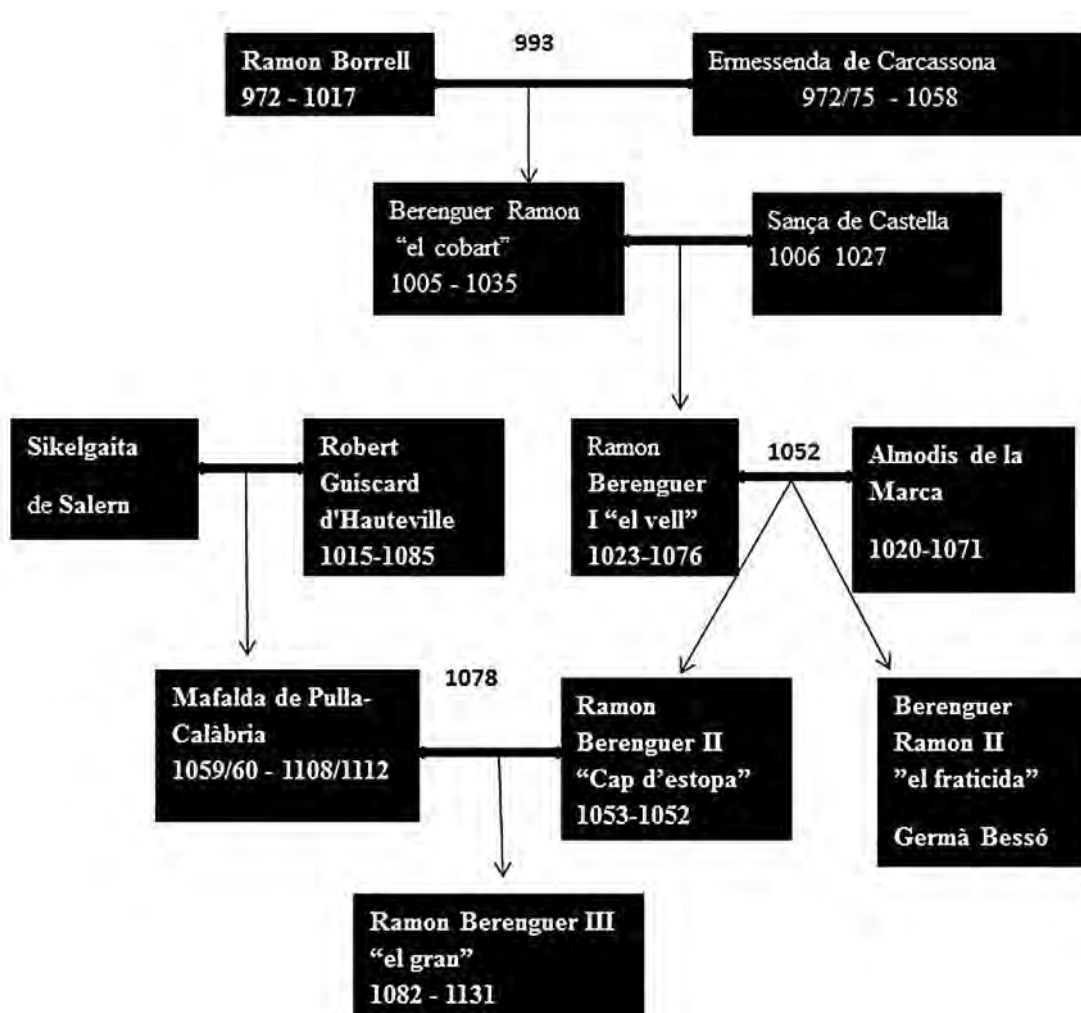 993
Ramon Borrell
972 - 1017
Ermessenda de Carcassona
972/75 - 1058
Berenguer Ramon
“el cobart”
1005 - 1035
Sança de Castella
1006 1027
Sikelgaita
de Salern
Robert
Guiscard
d'Hauteville
1015-1085
Ramon
Berenguer
I “el vell”
1023-1076
1052
Almodis de la
Marca
1020-1071
Mafalda de Pulla-
Calàbria
1059/60 - 1108/1112
1078
Ramon
Berenguer II
“Cap d’estopa”
1053-1052
Berenguer
Ramon II
”el fraticida”
Germà Bessó
Ramon Berenguer III
“el gran”
1082 - 1131